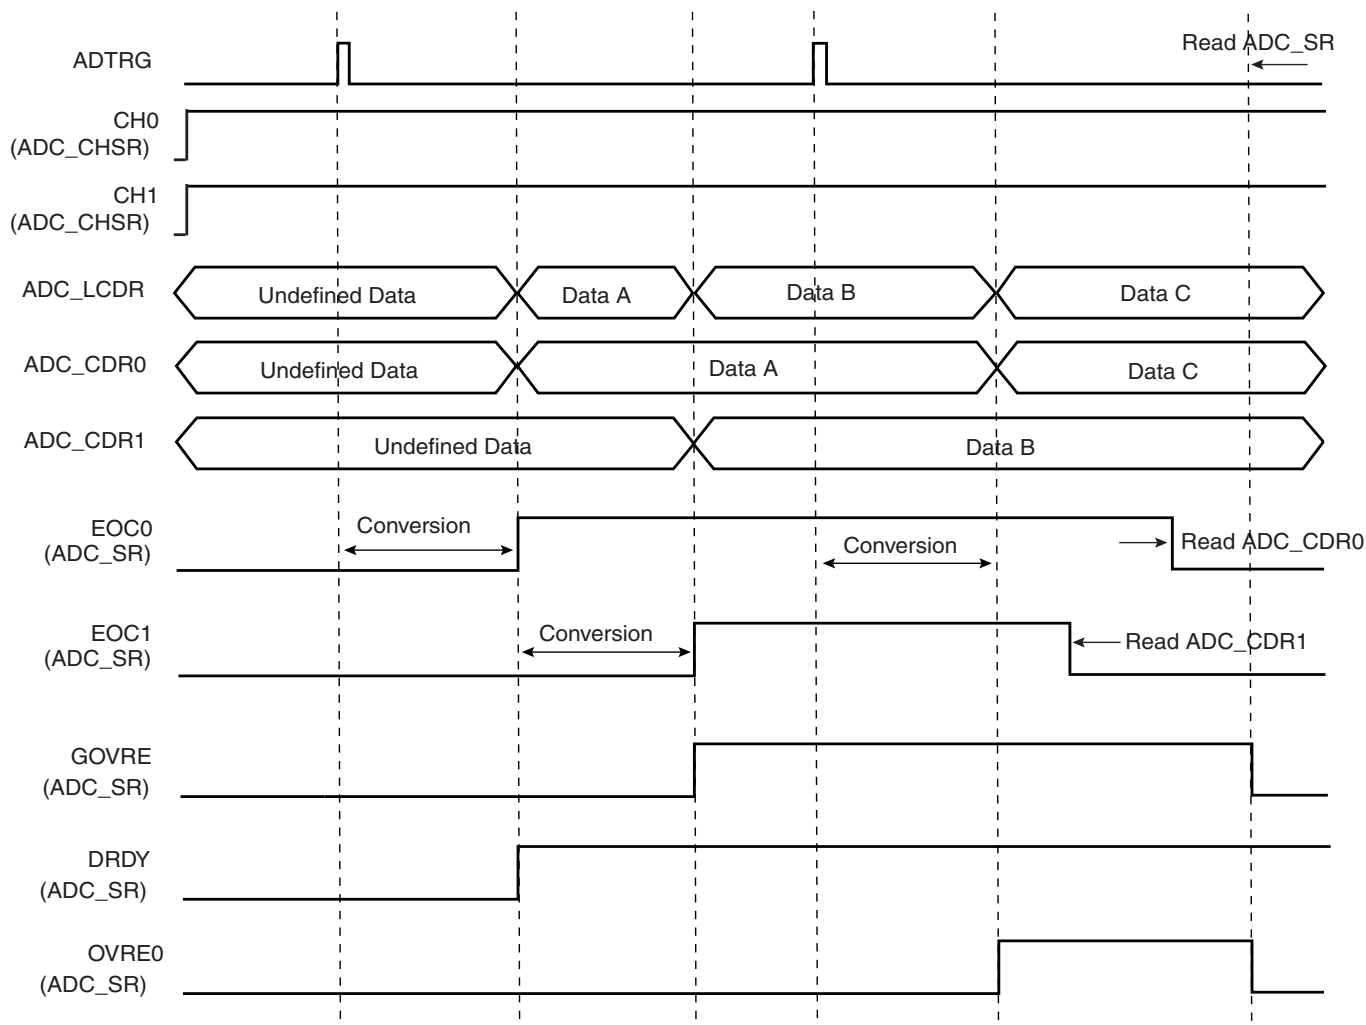 ADTRG
Read ADC_SR
CH0
(ADC_CHSR)
CH1
(ADC_CHSR)
ADC_LCDR
Undefined Data
Data A
Data B
Data C
ADC_CDR0
Undefined Data
Data A
Data C
ADC_CDR1
Undefined Data
Data B
EOC0
(ADC_SR)
Conversion
Conversion
Read ADC_CDR0
EOC1
(ADC_SR)
Conversion
Read ADC_CDR1
GOVRE
(ADC_SR)
DRDY
(ADC_SR)
OVRE0
(ADC_SR)